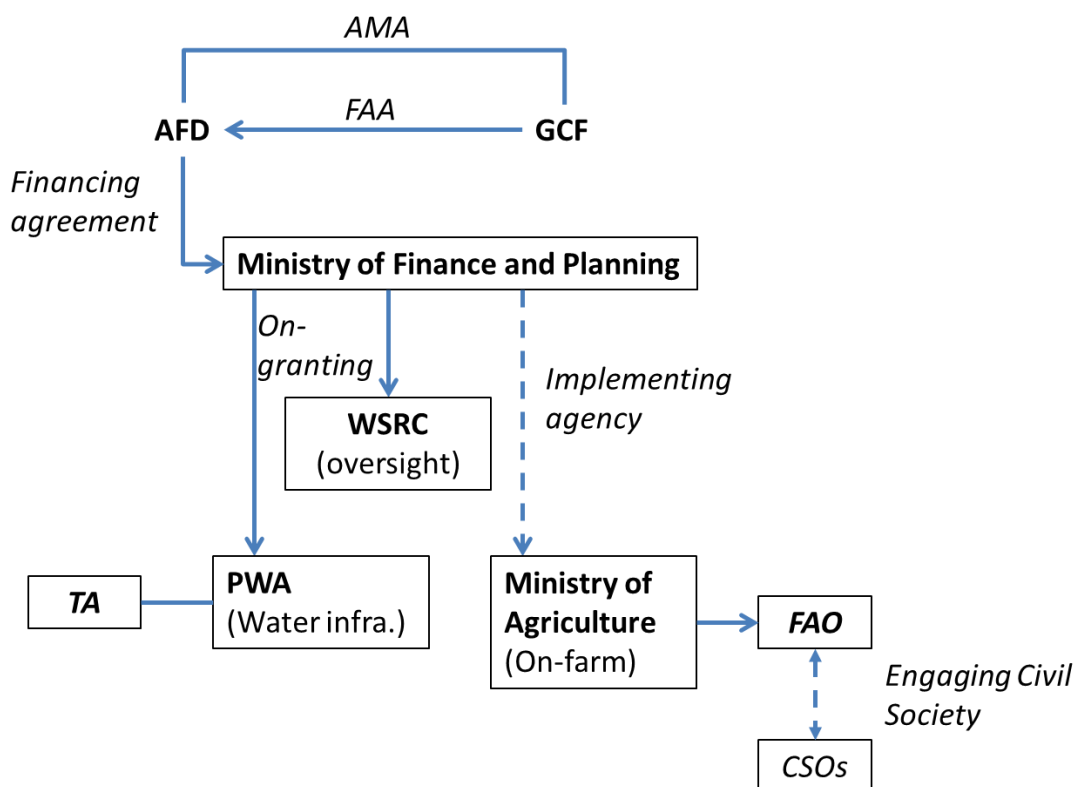 AMA
FAA
AFD
GCF
Financing
agreement
Ministry of Finance and Planning
On-
granting
Implementing
agency
WSRC
(oversight)
TA
PWA
(Water infra.)
Ministry of
Agriculture
(On-farm)
FAO
Engaging Civil
Society
CSOs